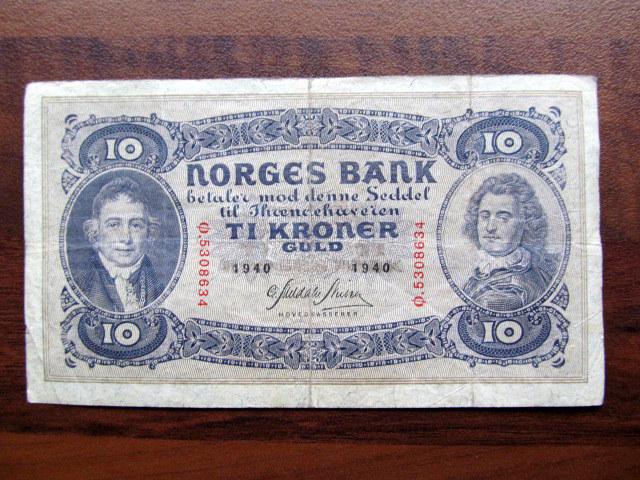 10 10
NORGES BANK
betaler mod denne Seddel
til Ihændehaveren
TI KRONER
GULD
1940 1940
Ø.5308634 Ø.5308634
HOVEDKASSERER
10 10